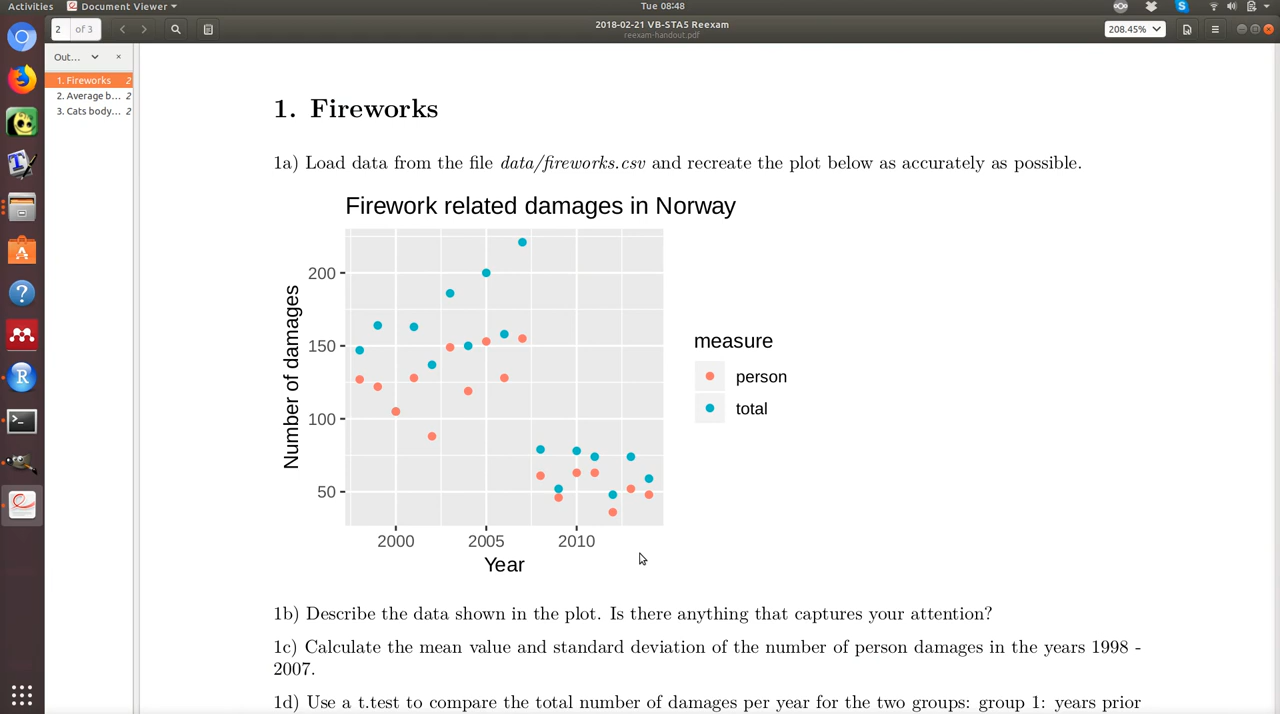 Activities Document Viewer Tue 08:48
2 of 3
2018-02-21 VB-STA5 Reexam
reexam-handout.pdf
208.45%
Out...
1. Fireworks 2
2. Average b... 2
3. Cats body... 2
1. Fireworks
1a) Load data from the file data/fireworks.csv and recreate the plot below as accurately as possible.
Firework related damages in Norway
Number of damages
200
150
100
50
2000 2005 2010
Year
measure
person
total
1b) Describe the data shown in the plot. Is there anything that captures your attention?
1c) Calculate the mean value and standard deviation of the number of person damages in the years 1998 -
2007.
1d) Use a t.test to compare the total number of damages per year for the two groups: group 1: years prior